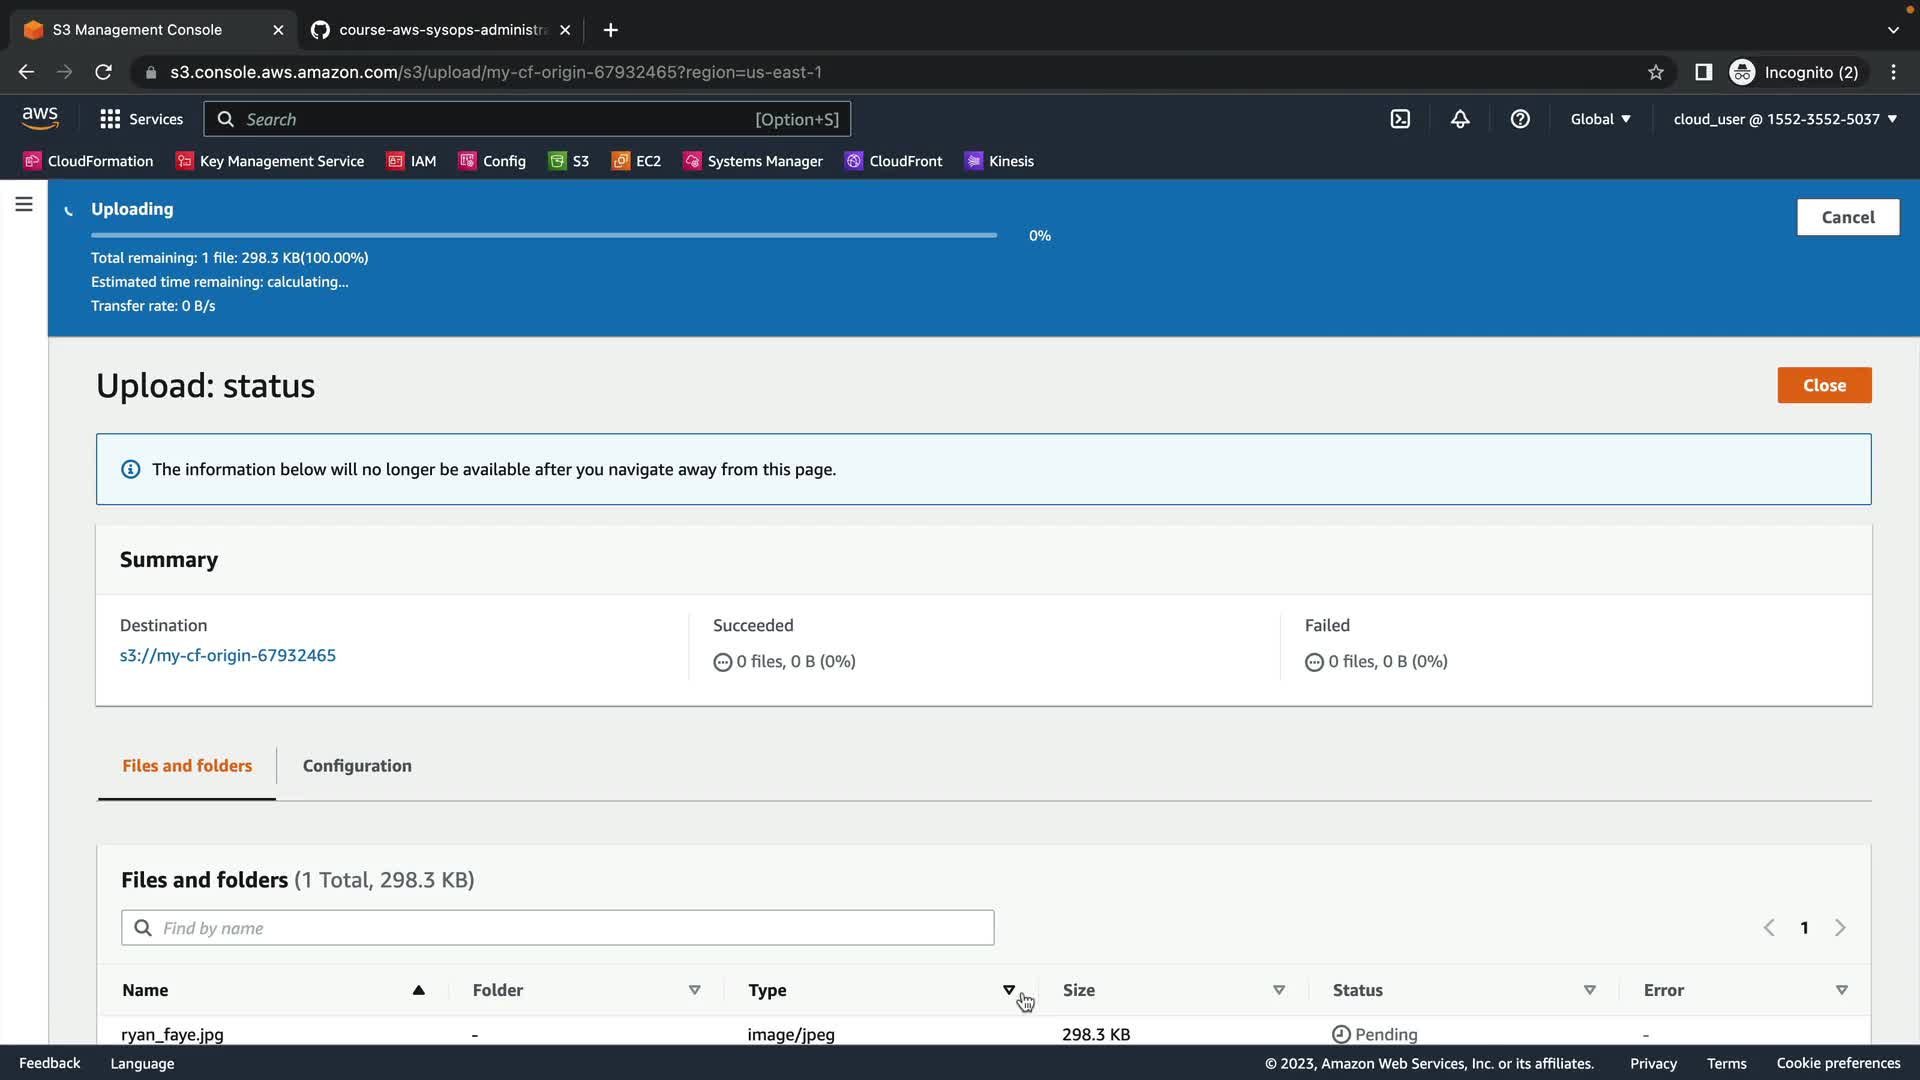 S3 Management Console
course-aws-sysops-administra
s3.console.aws.amazon.com/s3/upload/my-cf-origin-67932465?region=us-east-1
Incognito (2)
aws
Services
Search
[Option+S]
Global
cloud_user @ 1552-3552-5037
CloudFormation
Key Management Service
IAM
Config
S3
EC2
Systems Manager
CloudFront
Kinesis
Uploading
Cancel
0%
Total remaining: 1 file: 298.3 KB(100.00%)
Estimated time remaining: calculating...
Transfer rate: 0 B/s
Upload: status
Close
The information below will no longer be available after you navigate away from this page.
Summary
Destination
s3://my-cf-origin-67932465
Succeeded
0 files, 0 B (0%)
Failed
0 files, 0 B (0%)
Files and folders
Configuration
Files and folders (1 Total, 298.3 KB)
Find by name
1
Name Folder Type Size Status Error
ryan_faye.jpg - image/jpeg 298.3 KB Pending -
Feedback
Language
© 2023, Amazon Web Services, Inc. or its affiliates.
Privacy
Terms
Cookie preferences